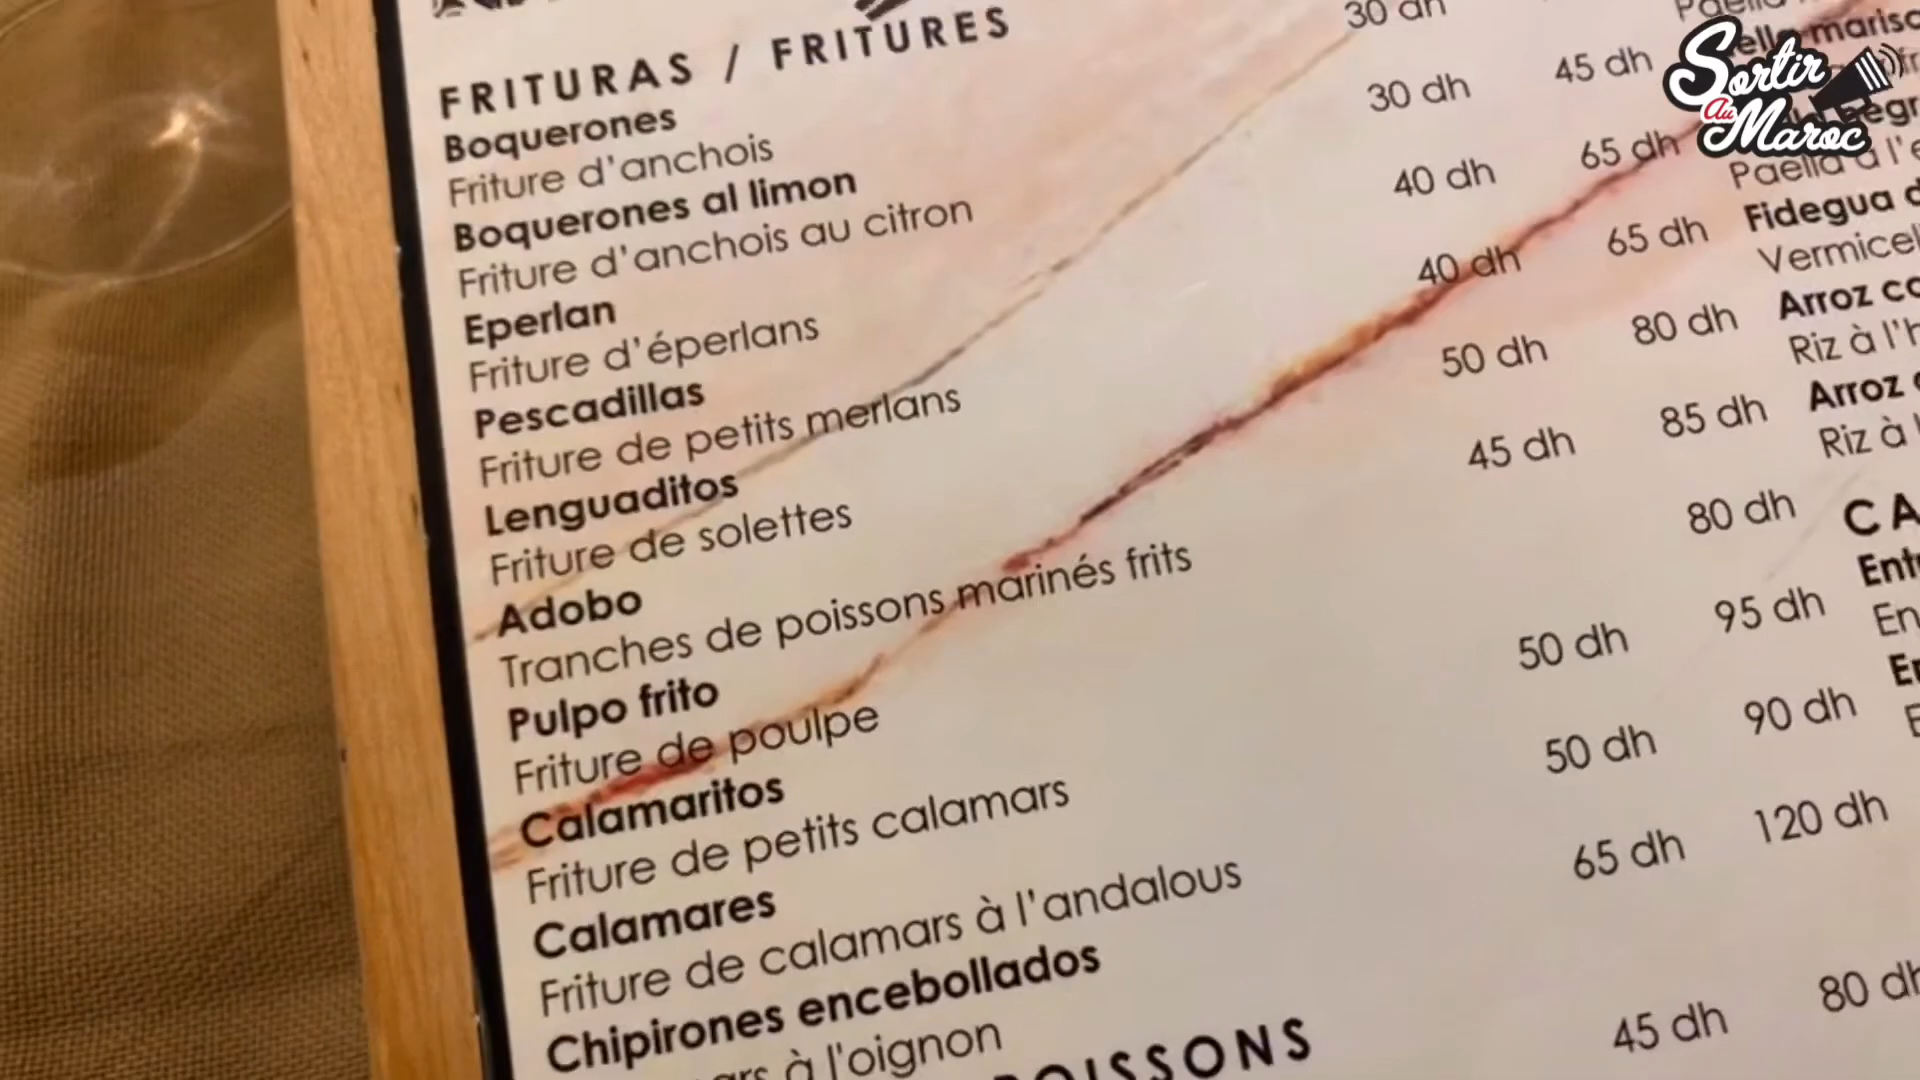 FRITURAS / FRITURES
Boquerones
Friture d'anchois
30 dh
Boquerones al limon
Friture d'anchois au citron
30 dh 45 dh
Eperlan
Friture d'éperlans
40 dh 65 dh
Pescadillas
Friture de petits merlans
40 dh 65 dh
Lenguaditos
Friture de solettes
50 dh 80 dh
Adobo
Tranches de poissons marinés frits
45 dh 85 dh
Pulpo frito
Friture de poulpe
80 dh
Calamaritos
Friture de petits calamars
50 dh 95 dh
Calamares
Friture de calamars à l'andalous
50 dh 90 dh
Chipirones encebollados
à l'oignon
65 dh 120 dh
45 dh
80 dh
Paella à l'e
Fidegua d
Vermicel
Arroz co
Riz à l'h
Arroz
Riz à l
CA
Ent
En
Sortir
Au
Maroc